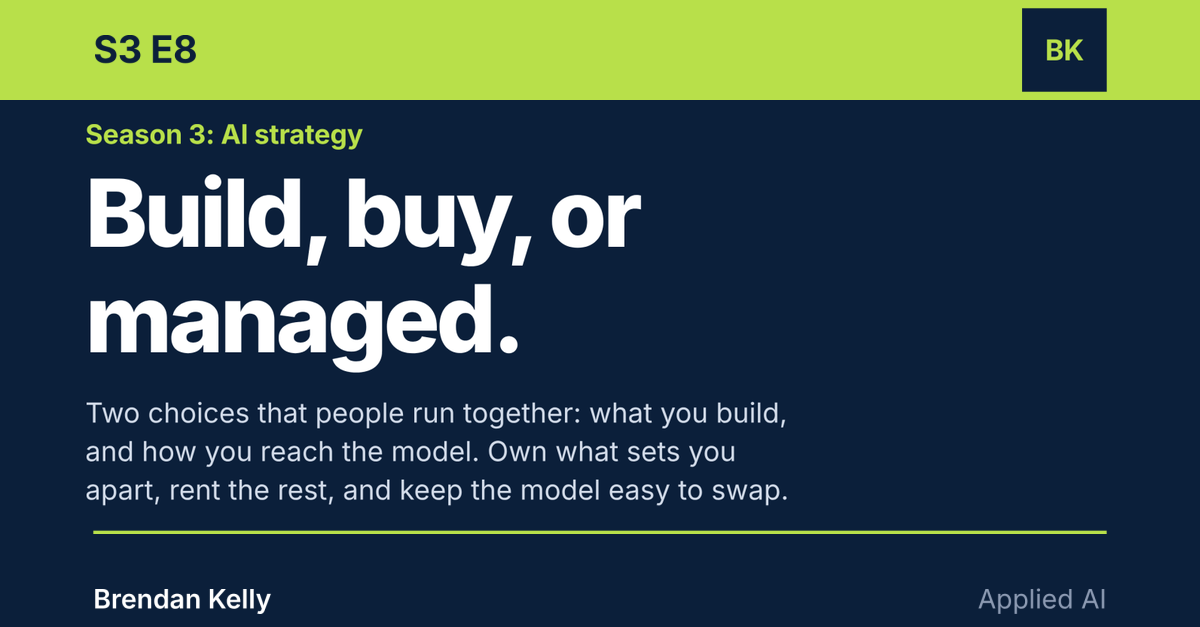 S3 E8
BK
Season 3: AI strategy
Build, buy, or
managed.
Two choices that people run together: what you build,
and how you reach the model. Own what sets you
apart, rent the rest, and keep the model easy to swap.
Brendan Kelly
Applied AI